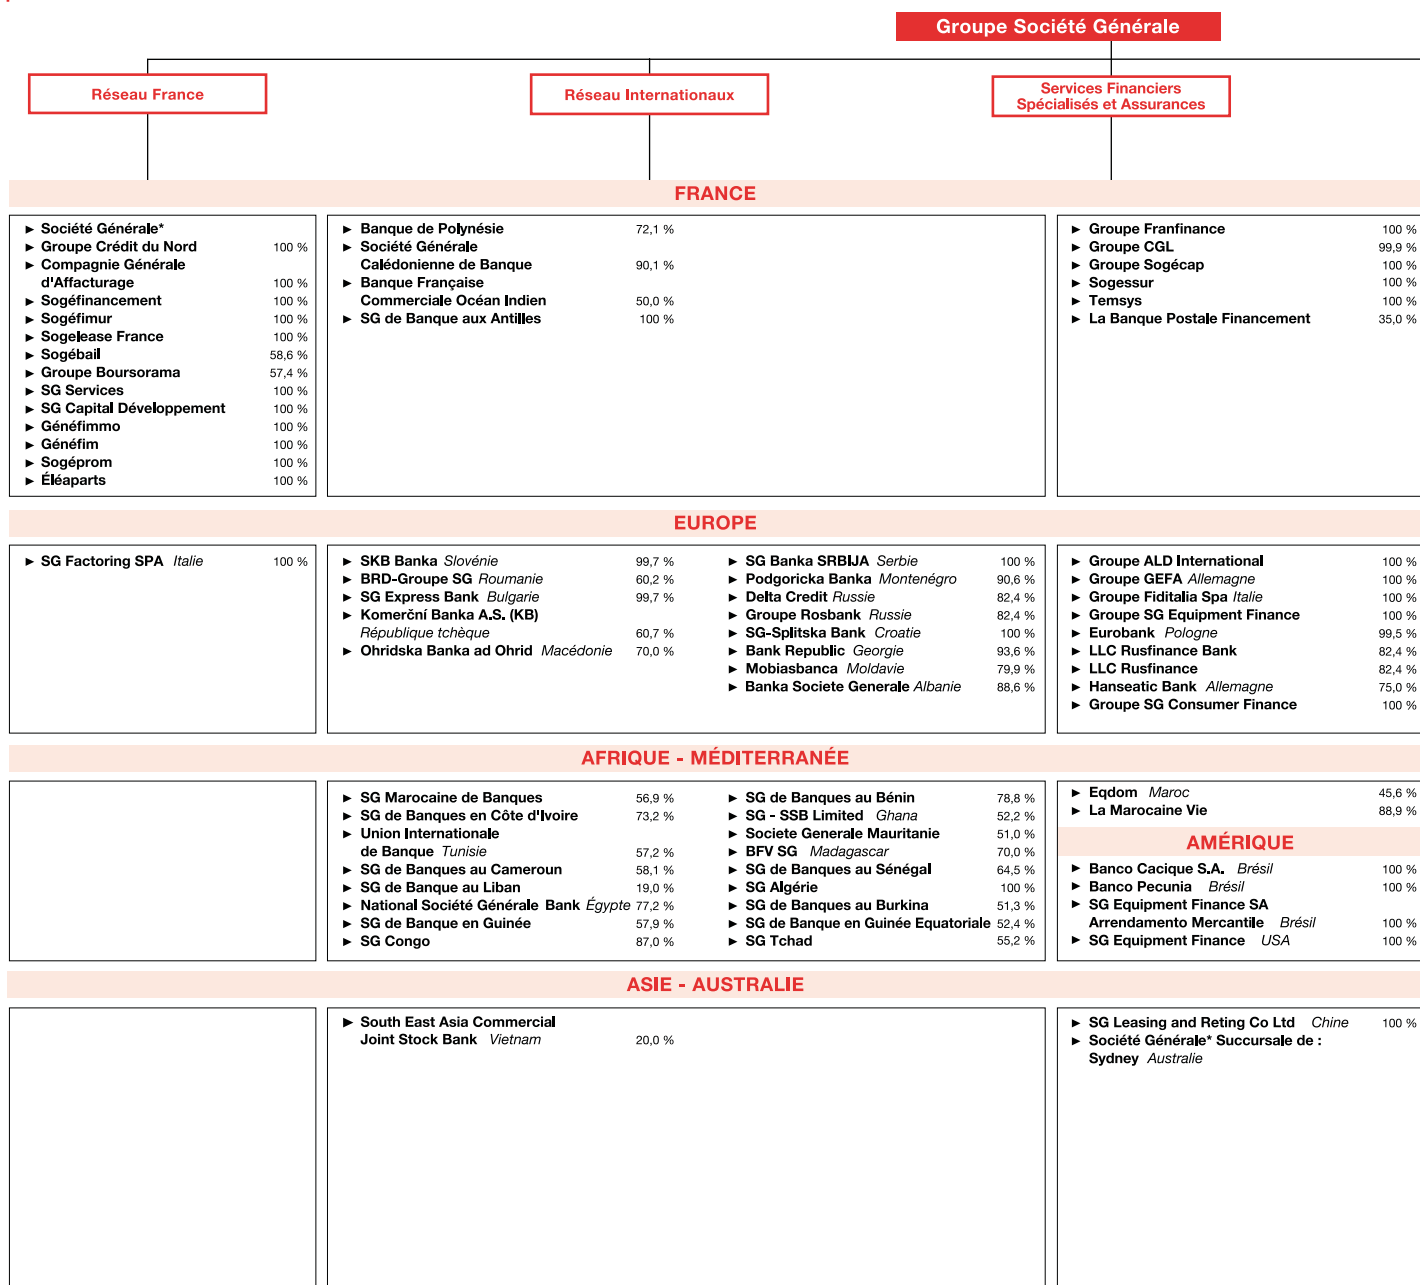 Groupe Société Générale
Réseau France
Réseau Internationaux
Services Financiers
Spécialisés et Assurances
FRANCE
► Société Générale*
► Groupe Crédit du Nord 100 %
► Compagnie Générale
d'Affacturage 100 %
► Sogéfinancement 100 %
► Sogéfimur 100 %
► Sogelease France 100 %
► Sogébail 58,6 %
► Groupe Boursorama 57,4 %
► SG Services 100 %
► SG Capital Développement 100 %
► Généfimmo 100 %
► Généfim 100 %
► Sogéprom 100 %
► Éléaparts 100 %
► Banque de Polynésie 72,1 %
► Société Générale
Calédonienne de Banque 90,1 %
► Banque Française
Commerciale Océan Indien 50,0 %
► SG de Banque aux Antilles 100 %
► Groupe Franfinance 100 %
► Groupe CGL 99,9 %
► Groupe Sogécap 100 %
► Sogessur 100 %
► Temsys 100 %
► La Banque Postale Financement 35,0 %
EUROPE
► SG Factoring SPA Italie 100 %
► SKB Banka Slovénie 99,7 %
► BRD-Groupe SG Roumanie 60,2 %
► SG Express Bank Bulgarie 99,7 %
► Komerční Banka A.S. (KB)
République tchèque 60,7 %
► Ohridska Banka ad Ohrid Macédonie 70,0 %
► SG Banka SRBIJA Serbie 100 %
► Podgoricka Banka Montenégro 90,6 %
► Delta Credit Russie 82,4 %
► Groupe Rosbank Russie 82,4 %
► SG-Splitska Bank Croatie 100 %
► Bank Republic Georgie 93,6 %
► Mobiasbanca Moldavie 79,9 %
► Banka Societe Generale Albanie 88,6 %
► Groupe ALD International 100 %
► Groupe GEFA Allemagne 100 %
► Groupe Fiditalia Spa Italie 100 %
► Groupe SG Equipment Finance 100 %
► Eurobank Pologne 99,5 %
► LLC Rusfinance Bank 82,4 %
► LLC Rusfinance 82,4 %
► Hanseatic Bank Allemagne 75,0 %
► Groupe SG Consumer Finance 100 %
AFRIQUE - MÉDITERRANÉE
► SG Marocaine de Banques 56,9 %
► SG de Banques en Côte d'Ivoire 73,2 %
► Union Internationale
de Banque Tunisie 57,2 %
► SG de Banques au Cameroun 58,1 %
► SG de Banque au Liban 19,0 %
► National Société Générale Bank Égypte 77,2 %
► SG de Banque en Guinée 57,9 %
► SG Congo 87,0 %
► SG de Banques au Bénin 78,8 %
► SG - SSB Limited Ghana 52,2 %
► Societe Generale Mauritanie 51,0 %
► BFV SG Madagascar 70,0 %
► SG de Banques au Sénégal 64,5 %
► SG Algérie 100 %
► SG de Banques au Burkina 51,3 %
► SG de Banque en Guinée Equatoriale 52,4 %
► SG Tchad 55,2 %
► Eqdom Maroc 45,6 %
► La Marocaine Vie 88,9 %
AMÉRIQUE
► Banco Cacique S.A. Brésil 100 %
► Banco Pecunia Brésil 100 %
► SG Equipment Finance SA
Arrendamento Mercantile Brésil 100 %
► SG Equipment Finance USA 100 %
ASIE - AUSTRALIE
► South East Asia Commercial
Joint Stock Bank Vietnam 20,0 %
► SG Leasing and Reting Co Ltd Chine 100 %
► Société Générale* Succursale de :
Sydney Australie